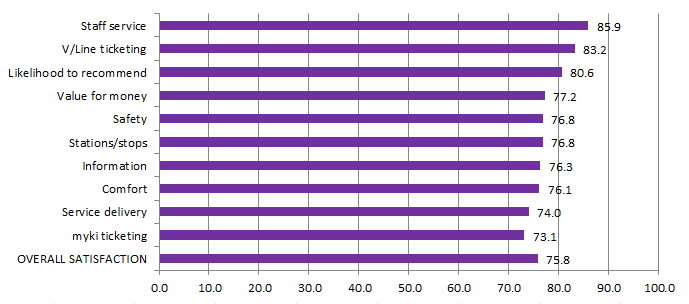 Staff service 85.9
V/Line ticketing 83.2
Likelihood to recommend 80.6
Value for money 77.2
Safety 76.8
Stations/stops 76.8
Information 76.3
Comfort 76.1
Service delivery 74.0
myki ticketing 73.1
OVERALL SATISFACTION 75.8
0.0 10.0 20.0 30.0 40.0 50.0 60.0 70.0 80.0 90.0 100.0